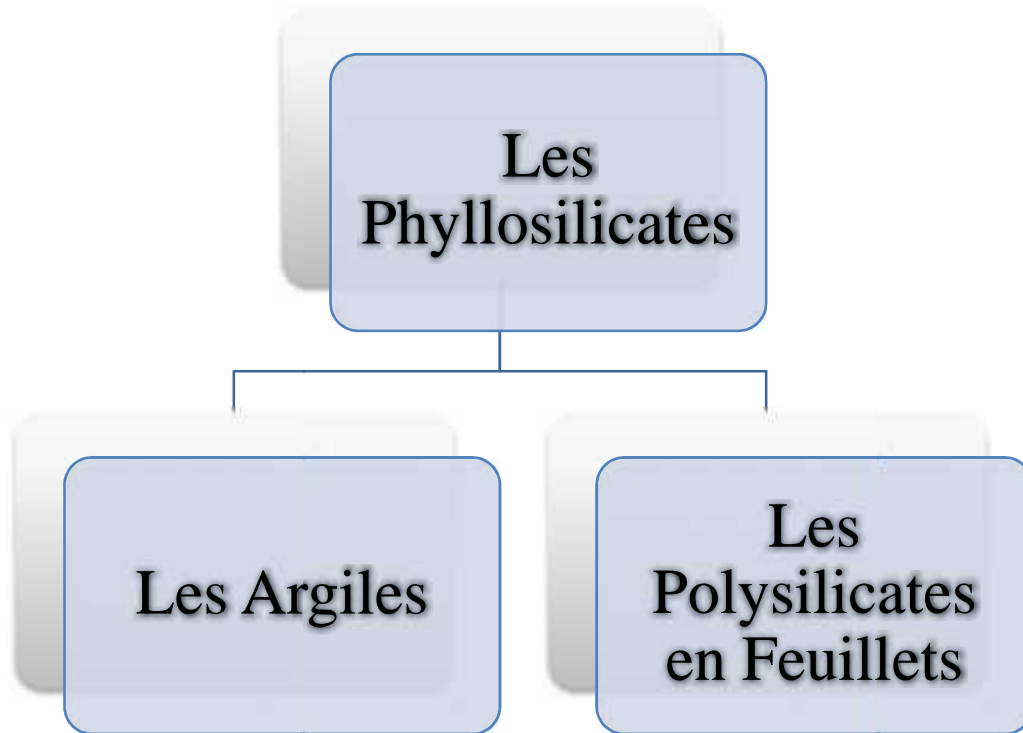 Les
Phyllosilicates
Les Argiles
Les
Polysilicates
en Feuillets